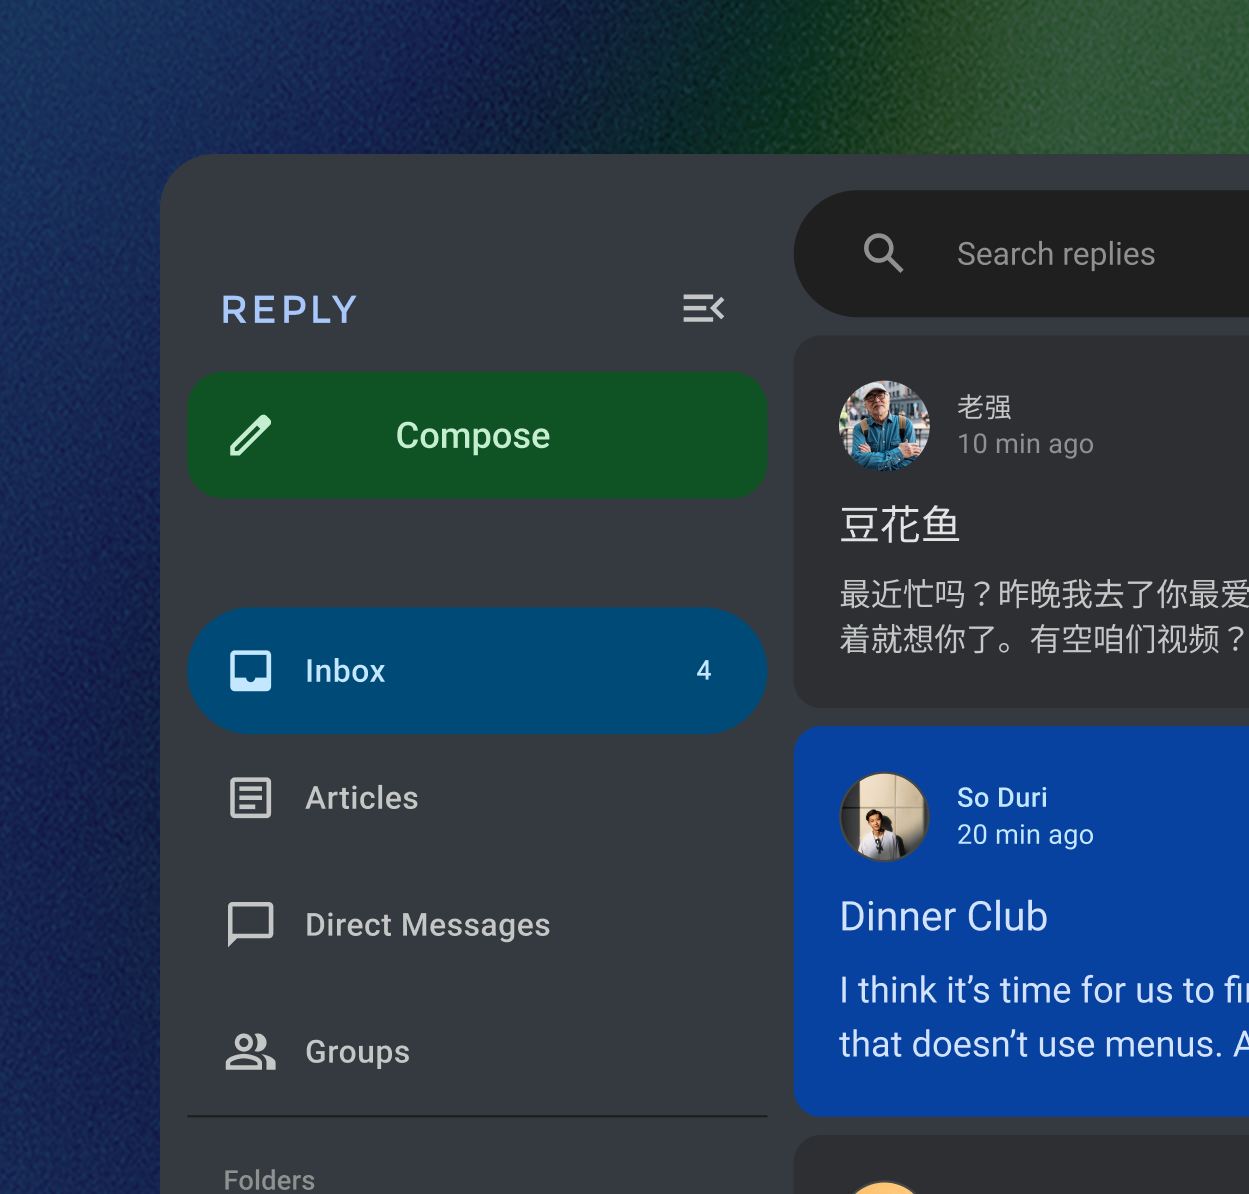 REPLY
Compose
Inbox 4
Articles
Direct Messages
Groups
Folders
Search replies
老强
10 min ago
豆花鱼
最近忙吗？昨晚我去了你最爱
着就想你了。有空咱们视频？
So Duri
20 min ago
Dinner Club
I think it’s time for us to
that doesn’t use menus. A